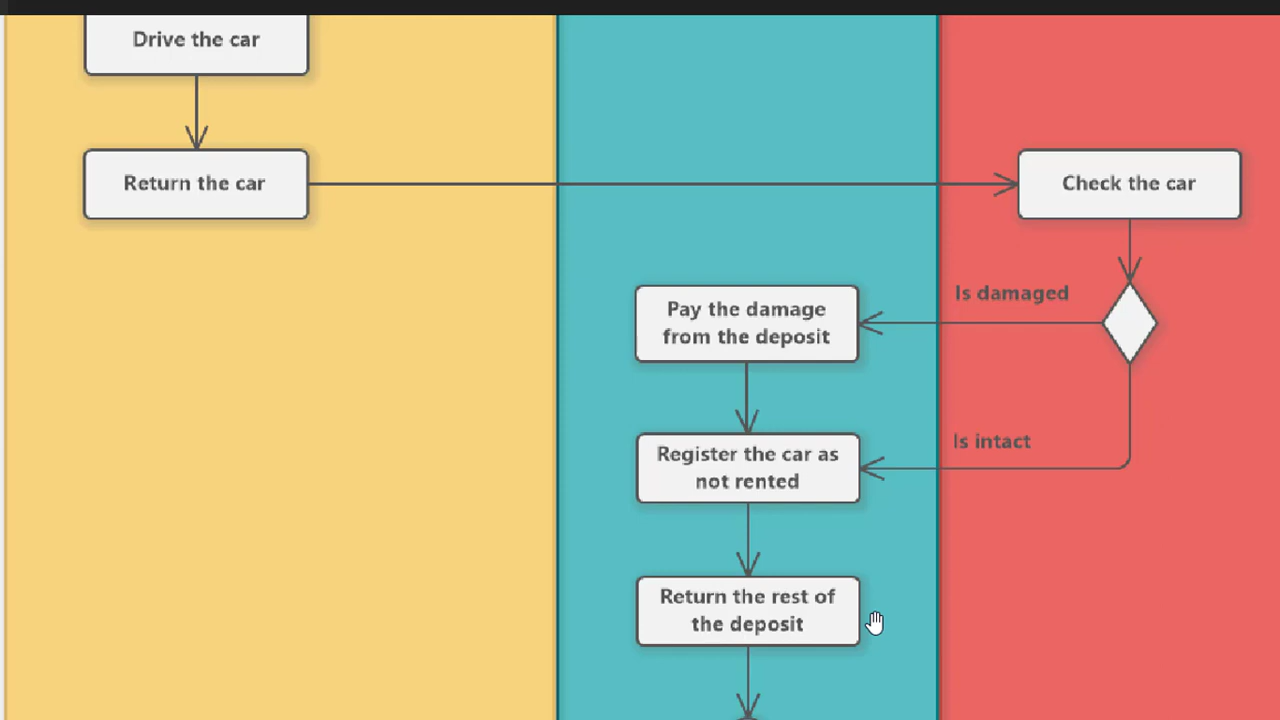 Drive the car
Return the car
Check the car
Is damaged
Pay the damage
from the deposit
Is intact
Register the car as
not rented
Return the rest of
the deposit